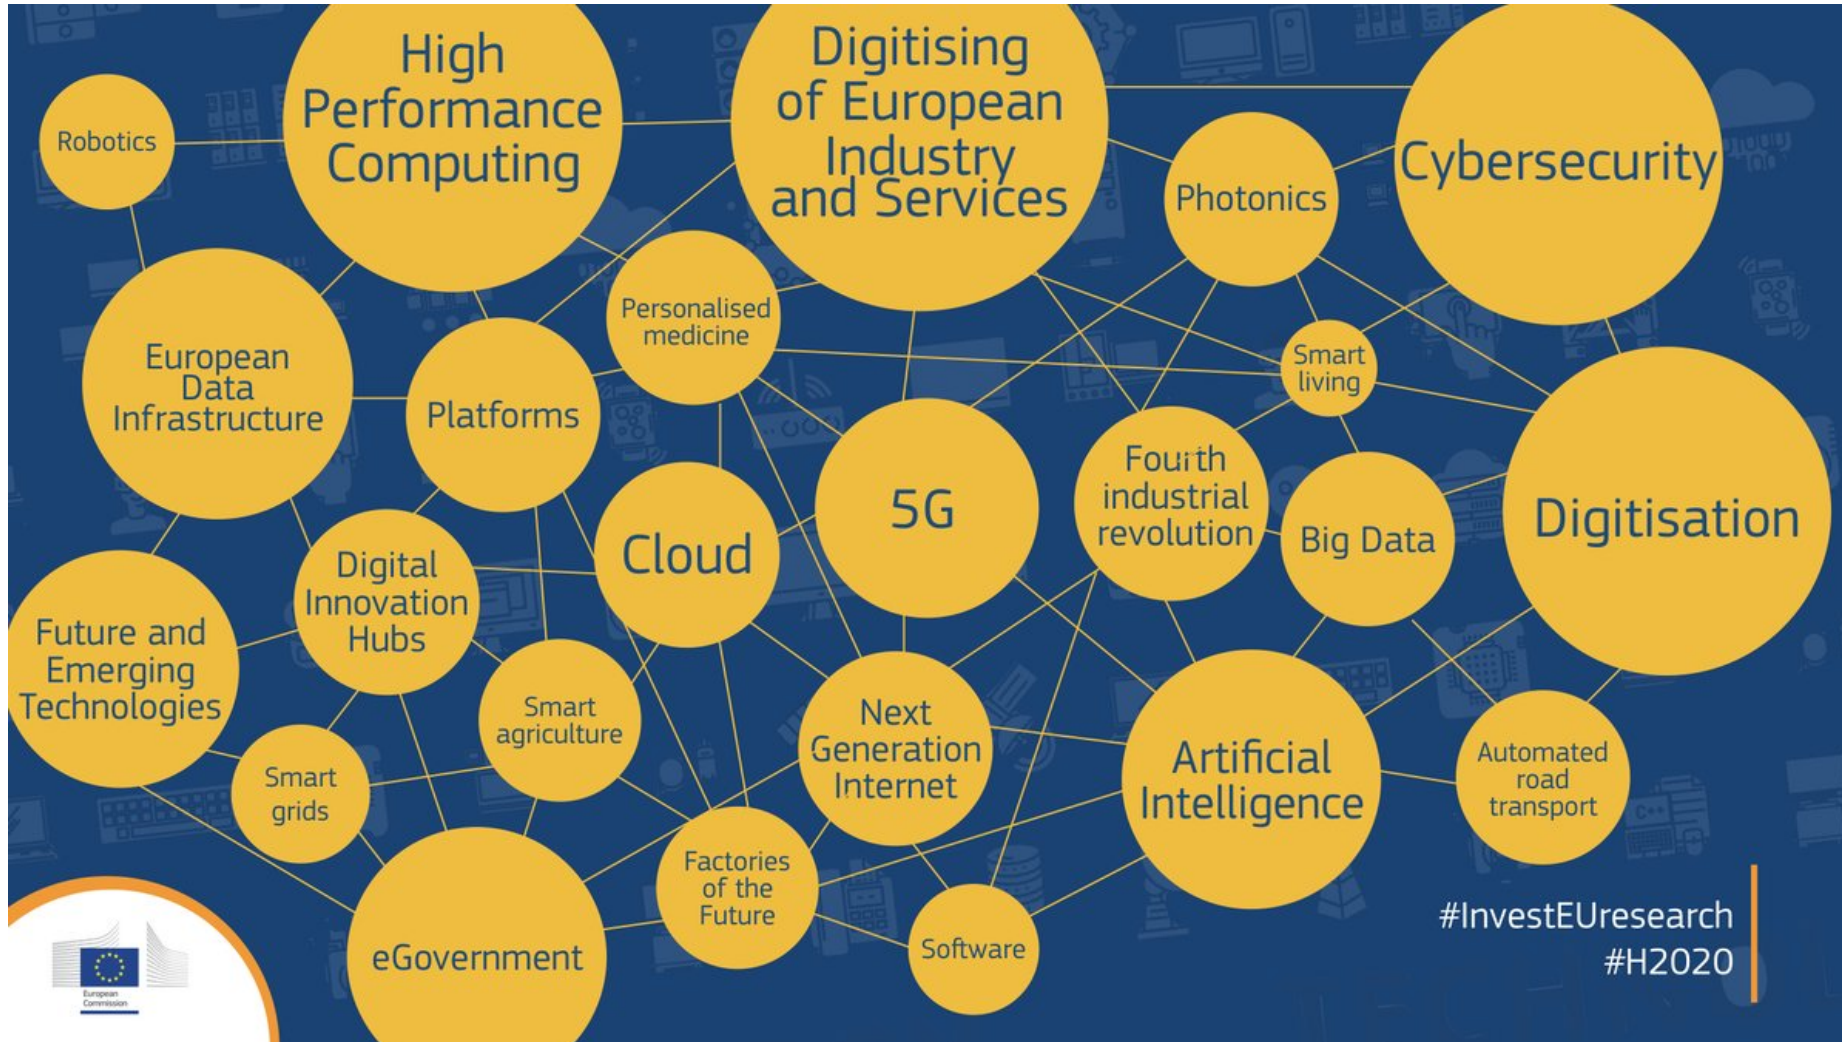 High
Performance
Computing
Digitising
of European
Industry
and Services
Cybersecurity
Robotics
Photonics
Personalised
medicine
European
Data
Infrastructure
Platforms
Smart
living
5G
Fourth
industrial
revolution
Big Data
Digitisation
Cloud
Digital
Innovation
Hubs
Future and
Emerging
Technologies
Smart
agriculture
Next
Generation
Internet
Artificial
Intelligence
Automated
road
transport
Smart
grids
Factories
of the
Future
eGovernment
Software
#InvestEUresearch
#H2020
European
Commission